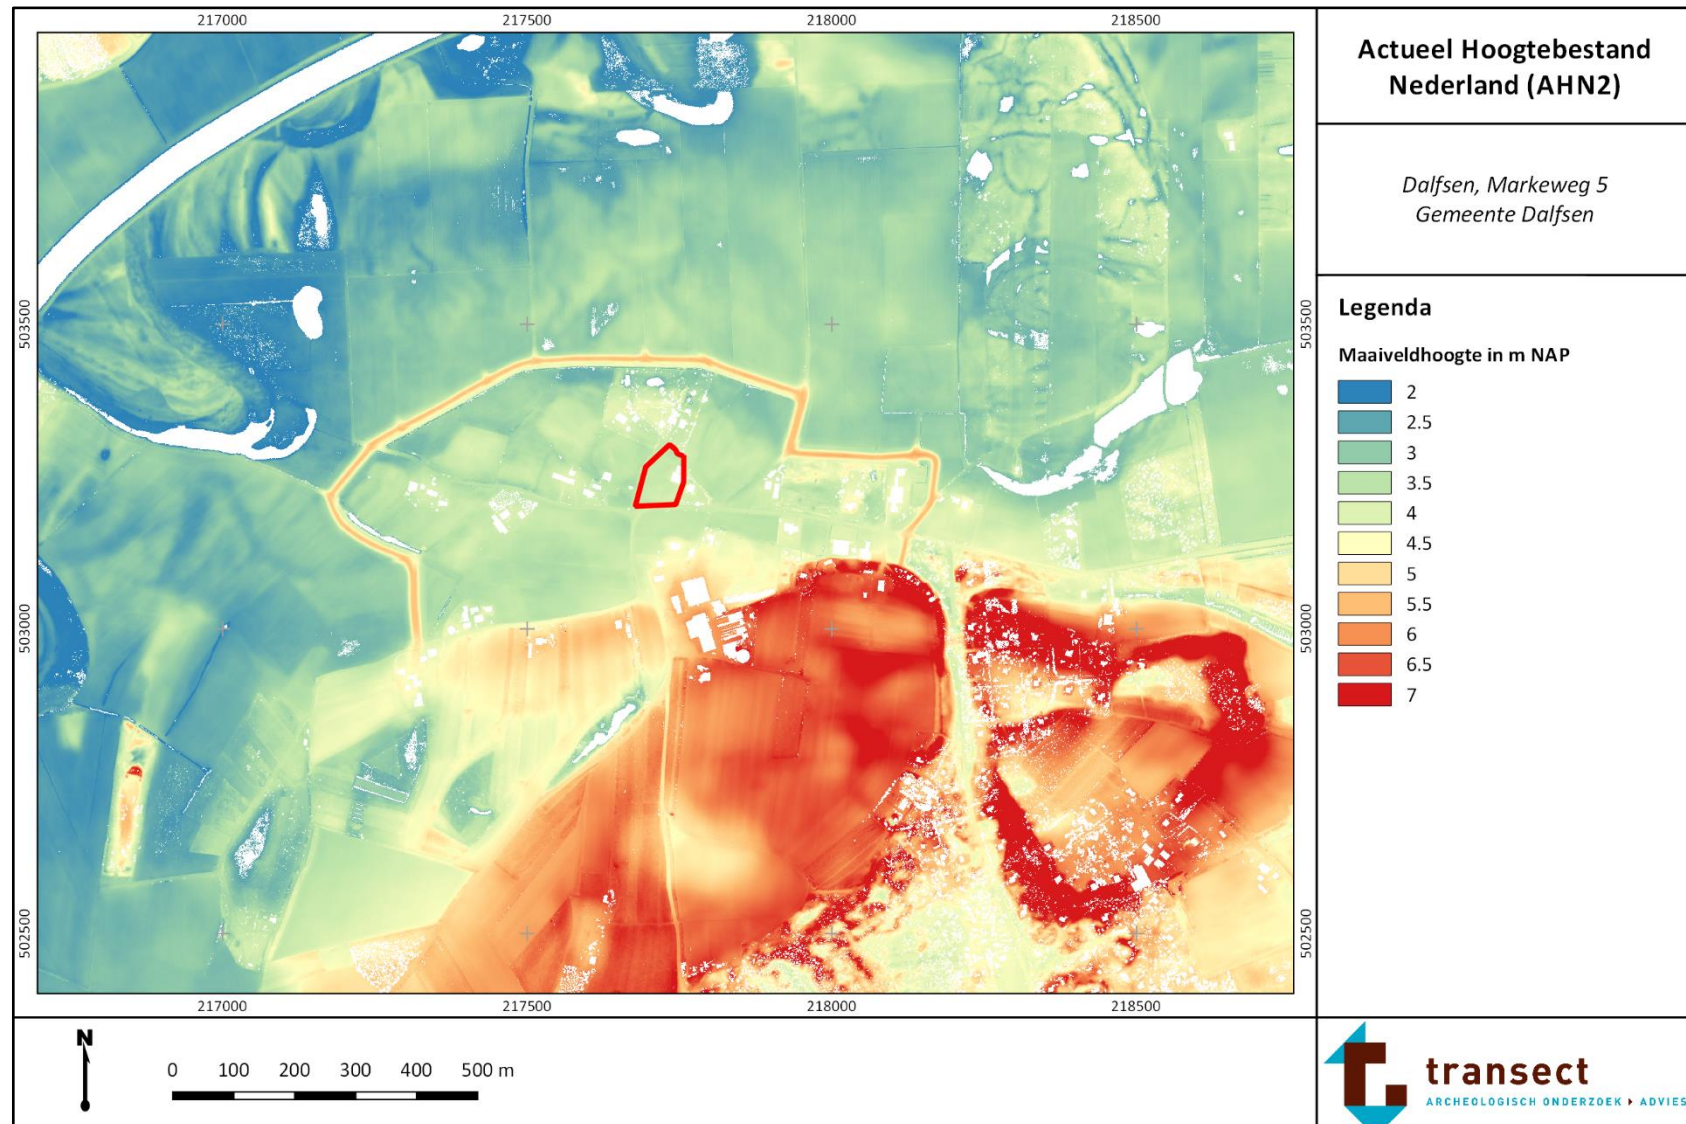 217000 217500 218000 218500
Actueel Hoogtebestand
Nederland (AHN2)
Dalfsen, Markeweg 5
Gemeente Dalfsen
503500
503500
Legenda
Maaiveldhoogte in m NAP
2
2.5
3
3.5
4
4.5
5
5.5
6
6.5
7
503000
503000
502500
502500
217000 217500 218000 218500
N
0 100 200 300 400 500 m
transect
ARCHEOLOGISCH ONDERZOEK ▸ ADVIES